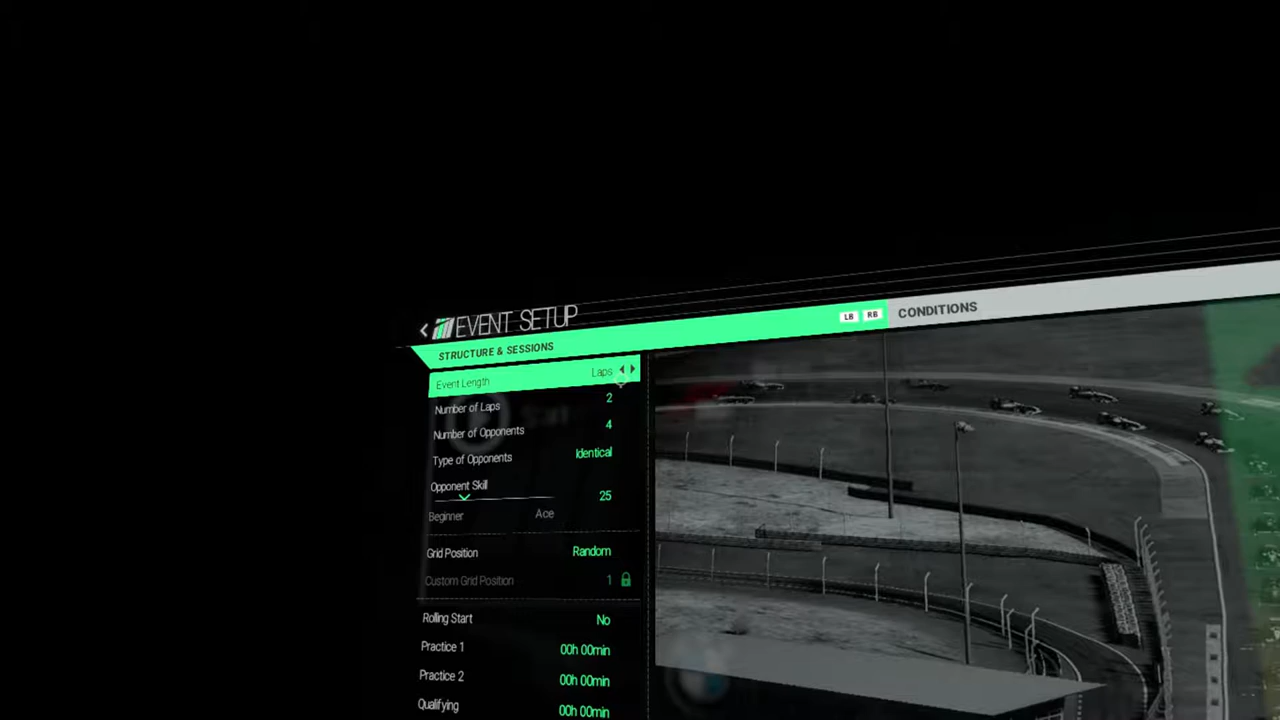 EVENT SETUP
STRUCTURE & SESSIONS
LB RB
CONDITIONS
Event Length Laps
Number of Laps 2
Number of Opponents 4
Type of Opponents Identical
Opponent Skill 25
Beginner Ace
Grid Position Random
Custom Grid Position 1
Rolling Start No
Practice 1 00h 00min
Practice 2 00h 00min
Qualifying 00h 00min